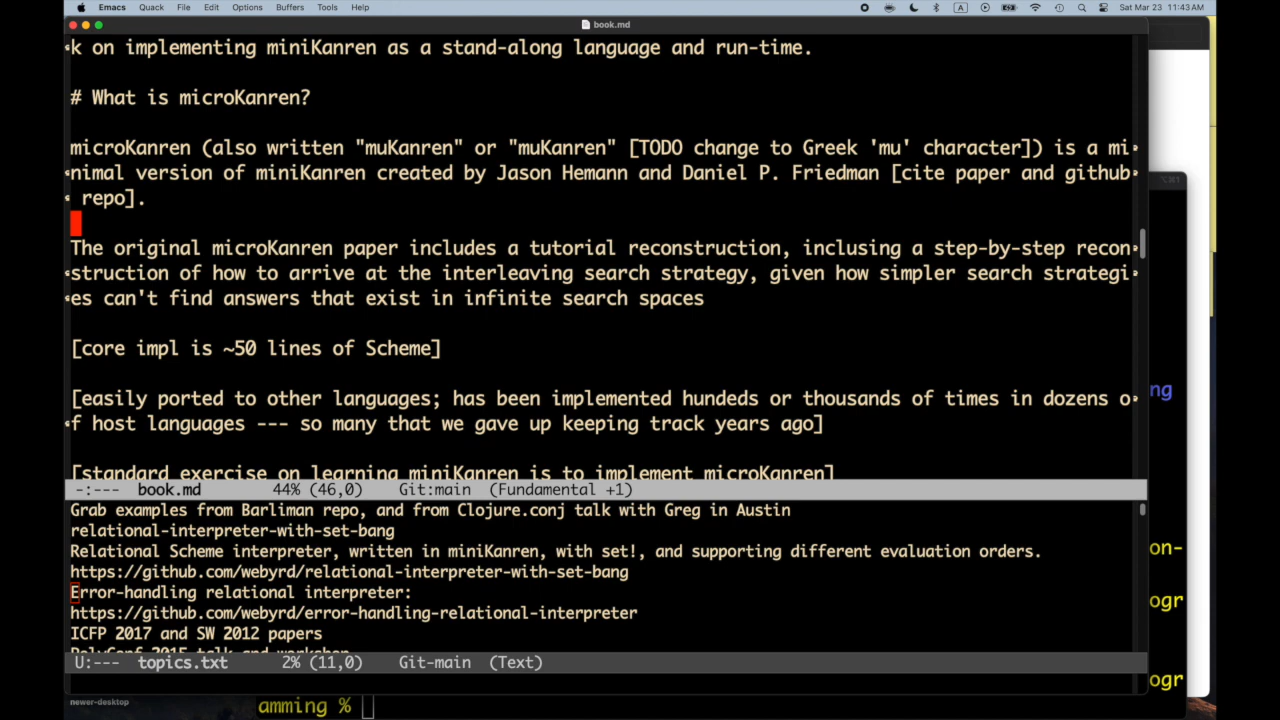 Emacs Quack File Edit Options Buffers Tools Help
A
Sat Mar 23 11:43 AM
book.md
k on implementing miniKanren as a stand-along language and run-time.
# What is microKanren?
microKanren (also written "muKanren" or "muKanren" [TODO change to Greek 'mu' character]) is a mi
nimal version of miniKanren created by Jason Hemann and Daniel P. Friedman [cite paper and github
repo].
The original microKanren paper includes a tutorial reconstruction, inclusing a step-by-step recon
struction of how to arrive at the interleaving search strategy, given how simpler search strategi
es can't find answers that exist in infinite search spaces
[core impl is ~50 lines of Scheme]
[easily ported to other languages; has been implemented hundeds or thousands of times in dozens o
f host languages --- so many that we gave up keeping track years ago]
[standard exercise on learning miniKanren is to implement microKanren]
-:--- book.md 44% (46,0) Git:main (Fundamental +1)
Grab examples from Barliman repo, and from Clojure.conj talk with Greg in Austin
relational-interpreter-with-set-bang
Relational Scheme interpreter, written in miniKanren, with set!, and supporting different evaluation orders.
https://github.com/webyrd/relational-interpreter-with-set-bang
Error-handling relational interpreter:
https://github.com/webyrd/error-handling-relational-interpreter
ICFP 2017 and SW 2012 papers
PolyConf 2015 talk and workshop
U:--- topics.txt 2% (11,0) Git-main (Text)
ng
on-
ogr
ogr
newer-desktop
amming %